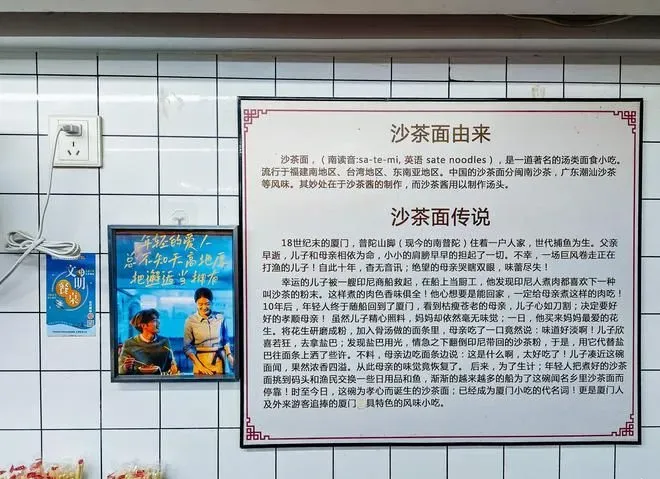 沙茶面由来
沙茶面，（南读音:sa-te-mi, 英语 sate noodles），是一道著名的汤类面食小吃。
流行于福建南地区、台湾地区、东南亚地区。中国的沙茶面分闽南沙茶，广东潮汕沙茶
等风味。其妙处在于沙茶酱的制作，而沙茶酱用以制作汤头。
沙茶面传说
18世纪末的厦门，普陀山脚（现今的南普陀）住着一户人家，世代捕鱼为生。父亲
早逝，儿子和母亲相依为命，小小的肩膀早早的担起了一切。不幸，一场巨风卷走正在
打渔的儿子！自此十年，杳无音讯；绝望的母亲哭瞎双眼，味蕾尽失！
幸运的儿子被一艘印尼商船救起，在船上当厨工，他发现印尼人煮肉都喜下一种
叫沙茶的粉末。这样煮的肉色香味俱全！他心想要是能回家，一定给母亲煮这样的肉吃！
10年后，年轻人终于随船回到了厦门，看到枯瘦苍老的母亲，儿子心如刀割；决定要好
好的孝顺母亲！虽然儿子精心照料，妈妈却依然毫无味觉；一日，他买来妈妈最爱的花
生。将花生研磨成粉，加入骨汤做的面条里，母亲吃了一口竟然说：味道好淡啊！儿子欣
喜若狂，去拿盐巴；发现盐巴用光，情急之下翻倒印尼带回的沙茶粉，于是，用它代替盐
巴往面条上洒了些许。不料，母亲边吃面条边说：这是什么啊，太好吃了！儿子凑近这碗
面闻，果然浓香四溢。从此母亲的味觉竟恢复了。后来，为了生计；年轻人把煮好的沙茶
面挑到码头和渔民交换一些日用品和鱼，渐渐的越来越多的船为了这碗闻名乡里沙茶面而
停靠！时至今日，这碗为孝心而诞生的沙茶面；已经成为厦门小吃的代名词！更是厦门人
及外来游客追捧的厦门 具特色的风味小吃。
年轻的爱人
总不知天高地厚
把邂逅当拥有
文明
餐桌